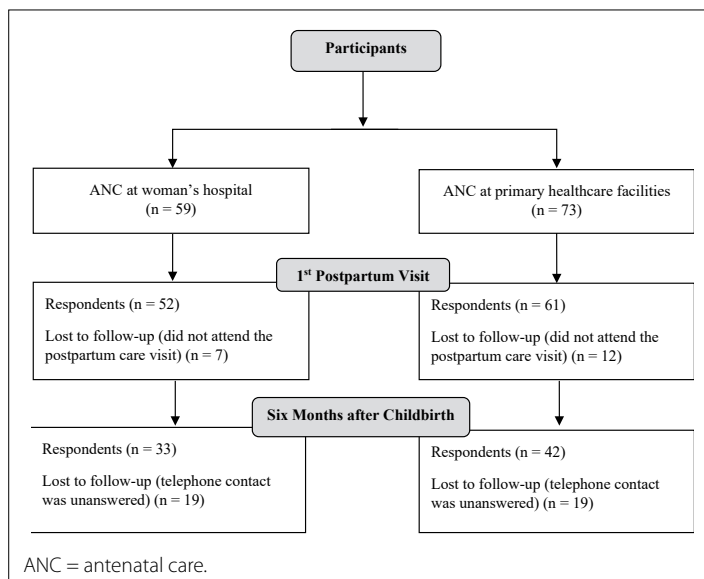 Participants
ANC at woman's hospital
(n = 59)
ANC at primary healthcare facilities
(n = 73)
1st Postpartum Visit
Respondents (n = 52)
Lost to follow-up (did not attend the
postpartum care visit) (n = 7)
Respondents (n = 61)
Lost to follow-up (did not attend the
postpartum care visit) (n = 12)
Six Months after Childbirth
Respondents (n = 33)
Lost to follow-up (telephone contact
was unanswered) (n = 19)
Respondents (n = 42)
Lost to follow-up (telephone contact
was unanswered) (n = 19)
ANC = antenatal care.